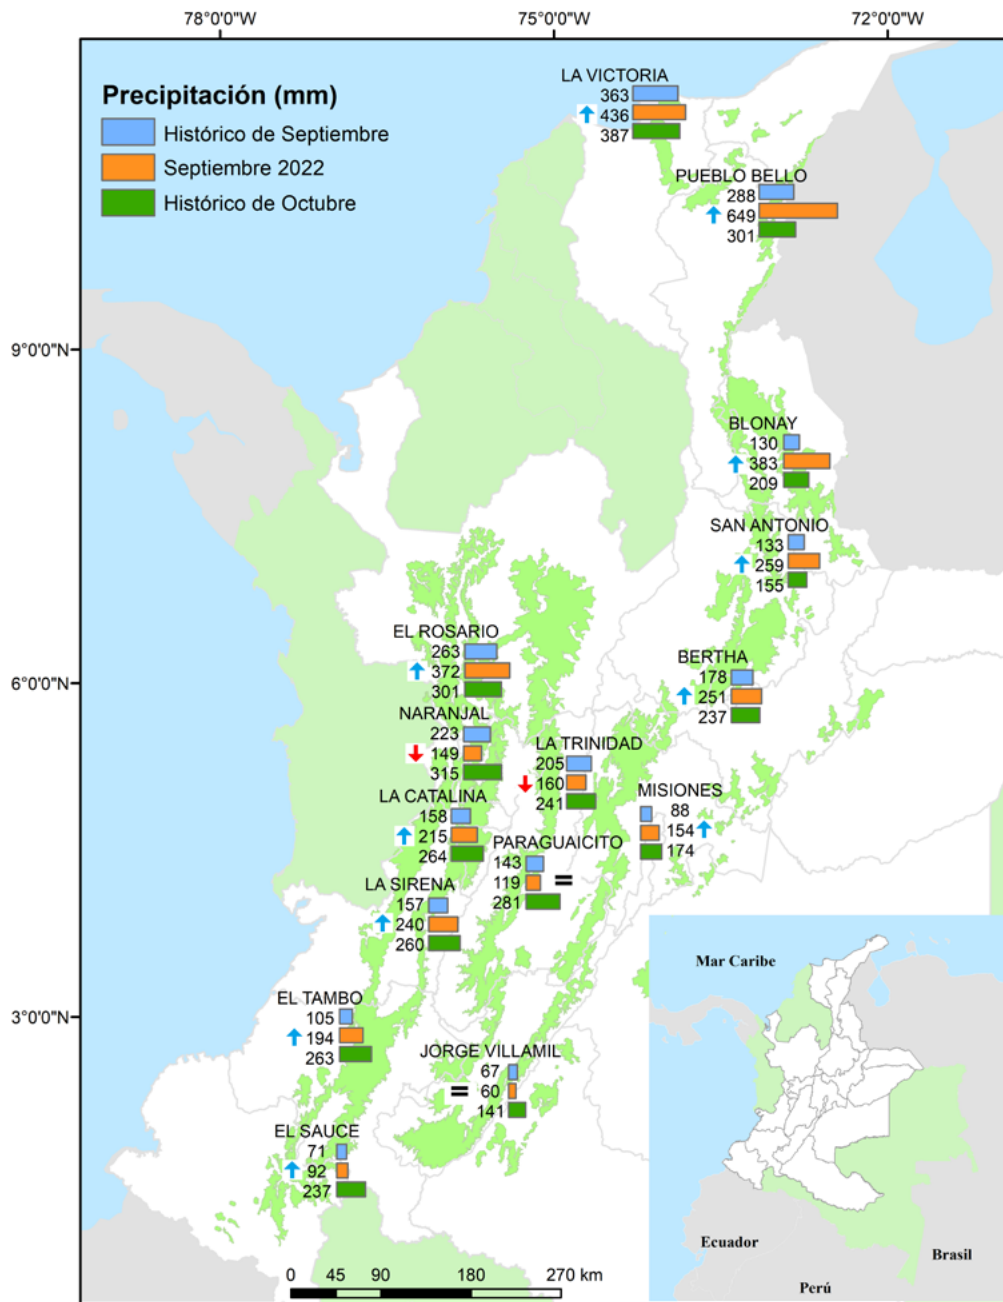 78°0'0"W
75°0'0"W
72°0'0"W
Precipitación (mm)
Histórico de Septiembre
Septiembre 2022
Histórico de Octubre
LA VICTORIA
363
436
387
PUEBLO BELLO
288
649
301
9°0'0"N
BLONAY
130
383
209
SAN ANTONIO
133
259
155
EL ROSARIO
263
372
301
BERTHA
178
251
237
6°0'0"N
NARANJAL
223
149
315
LA TRINIDAD
205
160
241
MISIONES
88
154
174
LA CATALINA
158
215
264
PARAGUAICITO
143
119 =
281
LA SIRENA
157
240
260
3°0'0"N
EL TAMBO
105
194
263
JORGE VILLAMIL
67
= 60
141
EL SAUCE
71
92
237
Mar Caribe
Ecuador
Brasil
Perú
0 45 90 180 270 km